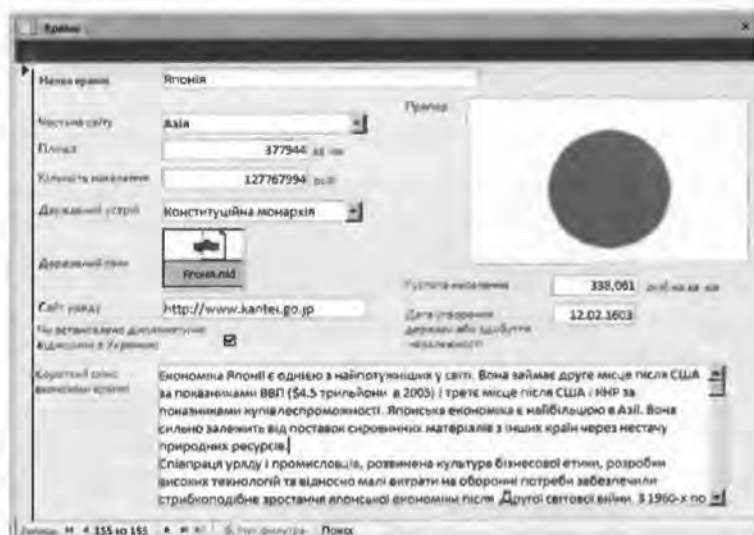 Країни
Назва країни Японія
Частина світу Азія
Прапор
Площа 377944 кв. км
Кількість населення 127767994 осіб
Державний устрій Конституційна монархія
Державний гімн
Японія.mid
Густота населення 338,061 осіб на кв. км
Сайт уряду http://www.kantei.go.jp
Дата створення держави або здобуття незалежності 12.02.1603
Чи встановлено дипломатичні відносини з Україною
Короткий опис економіки країни
Економіка Японії є однією з найпотужніших у світі. Вона займає друге місце після США
за показниками ВВП ($4.5 трильйони в 2005) і третє місце після США і КНР за
показниками купівлеспроможності. Японська економіка є найбільшою в Азії. Вона
сильно залежить від поставок сировинних матеріалів з інших країн через нестачу
природних ресурсів.
Співпраця уряду і промисловців, розвинена культура бізнесової етики, розробки
високих технологій та відносно малі витрати на оборонні потреби забезпечили
стрибкоподібне зростання японської економіки після Другої світової війни. З 1960-х по
Запись: 155 из 195 Нет фильтра Поиск